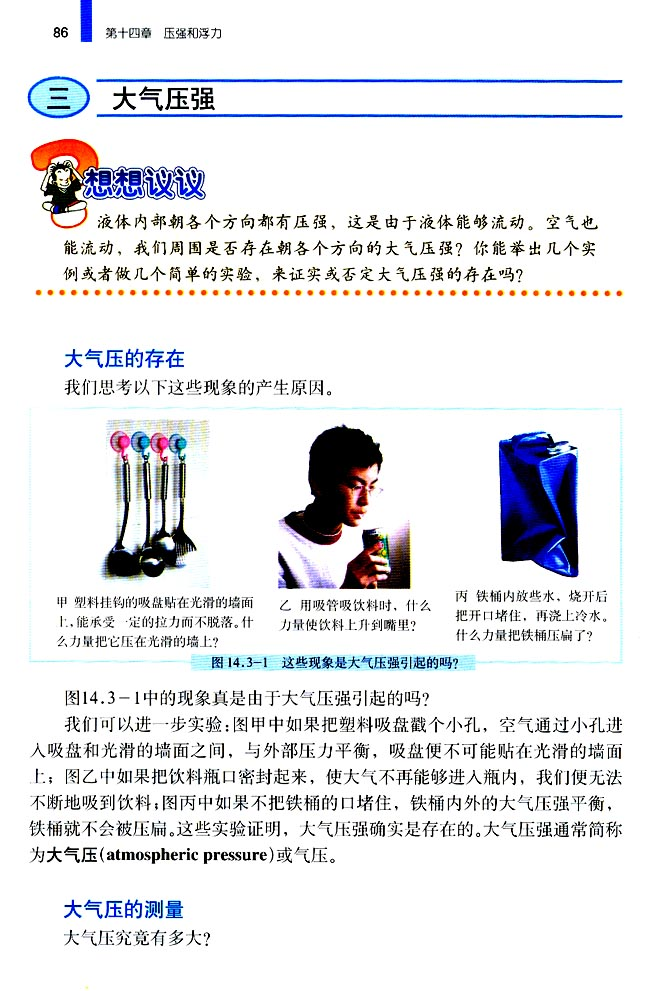 86 第十四章 压强和浮力
三 大气压强
想想议议
液体内部朝各个方向都有压强，这是由于液体能够流动。空气也
能流动，我们周围是否存在朝各个方向的大气压强？你能举出几个实
例或者做几个简单的实验，来证实或否定大气压强的存在吗？
大气压的存在
我们思考以下这些现象的产生原因。
甲 塑料挂钩的吸盘贴在光滑的墙面
上，能承受一定的拉力而不脱落。什
么力量把它压在光滑的墙上？
乙 用吸管吸饮料时，什么
力量使饮料上升到嘴里？
丙 铁桶内放些水，烧开后
把开口堵住，再浇上冷水。
什么力量把铁桶压扁了？
图14.3-1 这些现象是大气压强引起的吗？
图14.3-1中的现象真是由于大气压强引起的吗？
我们可以进一步实验：图甲中如果把塑料吸盘戳个小孔，空气通过小孔进
入吸盘和光滑的墙面之间，与外部压力平衡，吸盘便不可能贴在光滑的墙面
上；图乙中如果把饮料瓶口密封起来，使大气不再能够进入瓶内，我们便无法
不断地吸到饮料；图丙中如果不把铁桶的口堵住，铁桶内外的大气压强平衡，
铁桶就不会被压扁。这些实验证明，大气压强确实是存在的。大气压强通常简称
为大气压(atmospheric pressure)或气压。
大气压的测量
大气压究竟有多大？